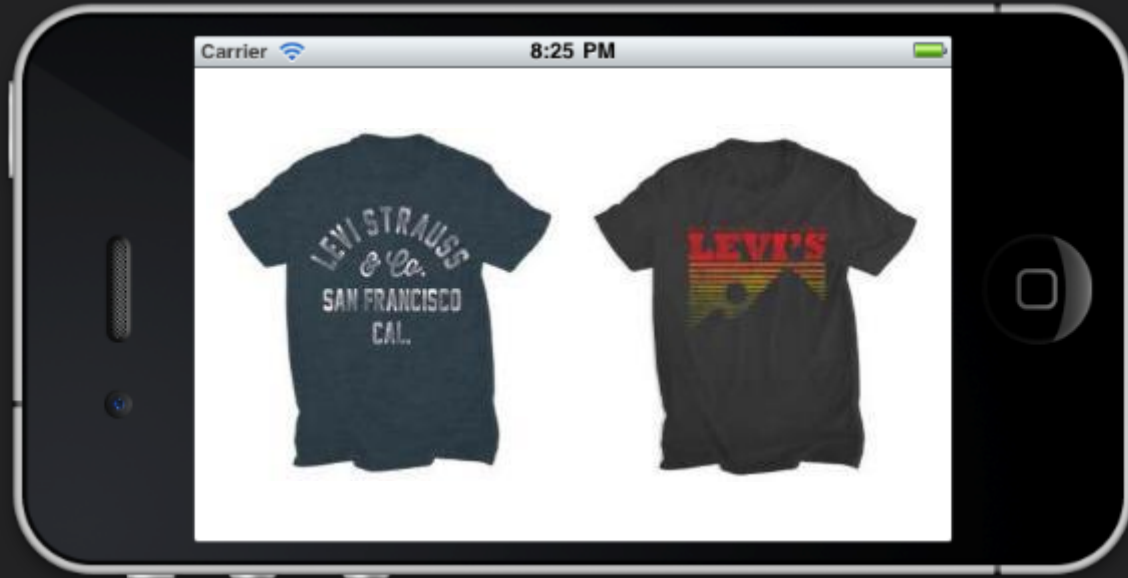 Carrier 8:25 PM
LEVI STRAUSS
& Co.
SAN FRANCISCO
CAL.
LEVI'S